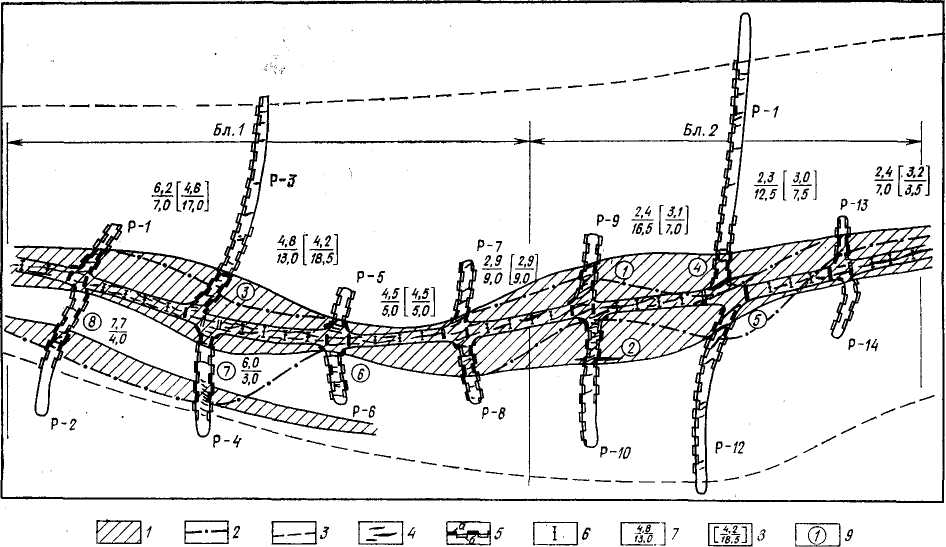 Бл. 1
Бл. 2
Р-1
Р-3
6,2 [4,6
7,0 [17,0]
2,3 [3,0]
12,5 [7,5]
2,4 [3,2]
7,0 [3,5]
Р-13
Р-1
Р-9
2,4 [3,1]
16,5 [7,0]
4,8 [4,2]
13,0 [18,5]
Р-7
2,9 [2,9]
9,0 [9,0]
Р-5
4,5 [4,5]
5,0 [5,0]
1
4
3
5
8
7,7
4,0
2
7
6,0
3,0
6
Р-14
Р-2
Р-4
Р-6
Р-8
Р-10
Р-12
1 2 3 4 а б 5 6 4,8 7 [4,2] 8 1 9
13,0 [18,5]